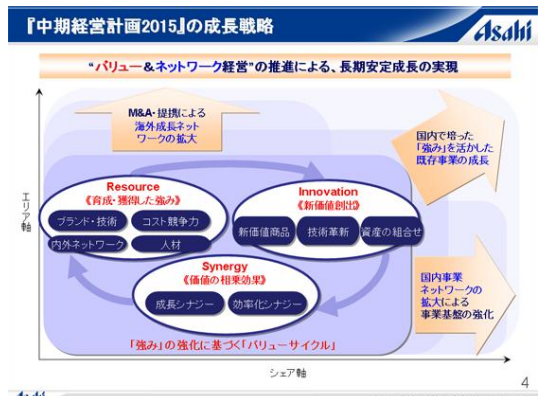 『中期経営計画2015』の成長戦略
Asahi
“バリュー&ネットワーク経営”の推進による、長期安定成長の実現
M&A・提携による
海外成長ネット
ワークの拡大
国内で培った
「強み」を活かした
既存事業の成長
エリア軸
Resource
《育成・獲得した強み》
ブランド・技術
コスト競争力
内外ネットワーク
人材
Innovation
《新価値創出》
新価値商品
技術革新
資産の組合せ
Synergy
《価値の相乗効果》
成長シナジー
効率化シナジー
国内事業
ネットワークの
拡大による
事業基盤の強化
「強み」の強化に基づく「バリューサイクル」
シェア軸
4